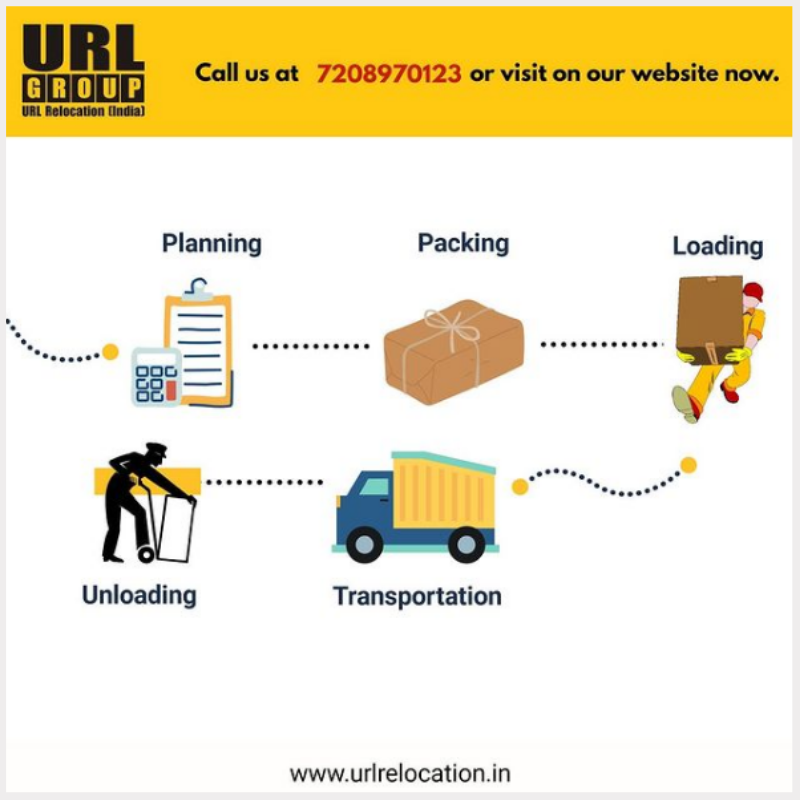 URL
GROUP
URL Relocation (India)
Call us at 7208970123 or visit on our website now.
Planning
Packing
Loading
Unloading
Transportation
www.urlrelocation.in